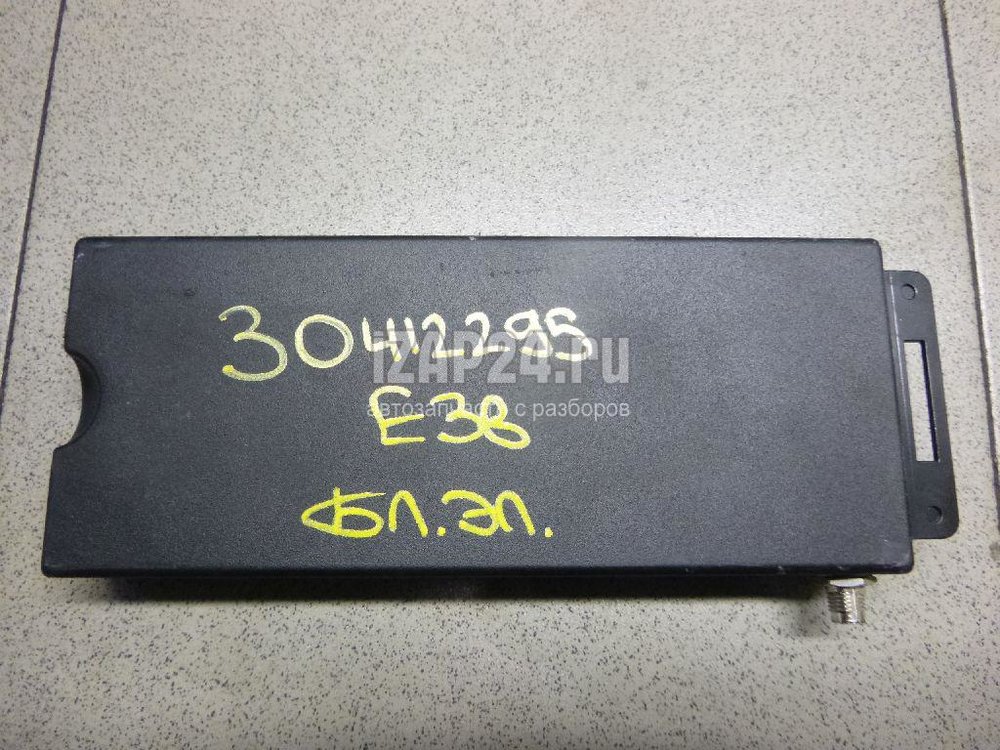 30412295
iZAP24.ru
автозапчасти с разборов
E38
бл.эл.